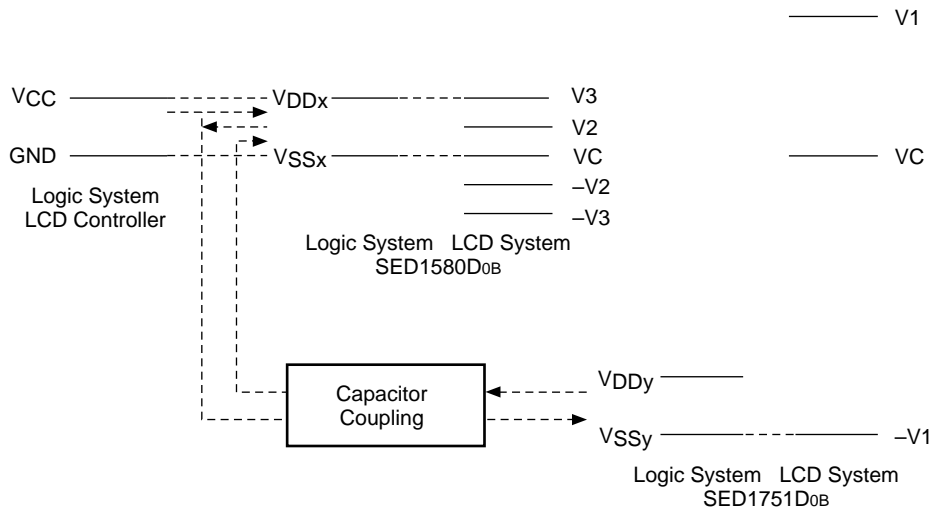 V1
VCC
VDDx
V3
V2
GND
VSSx
VC
VC
–V2
–V3
Logic System
LCD Controller
Logic System LCD System
SED1580D0B
Capacitor
Coupling
VDDy
VSSy
–V1
Logic System LCD System
SED1751D0B